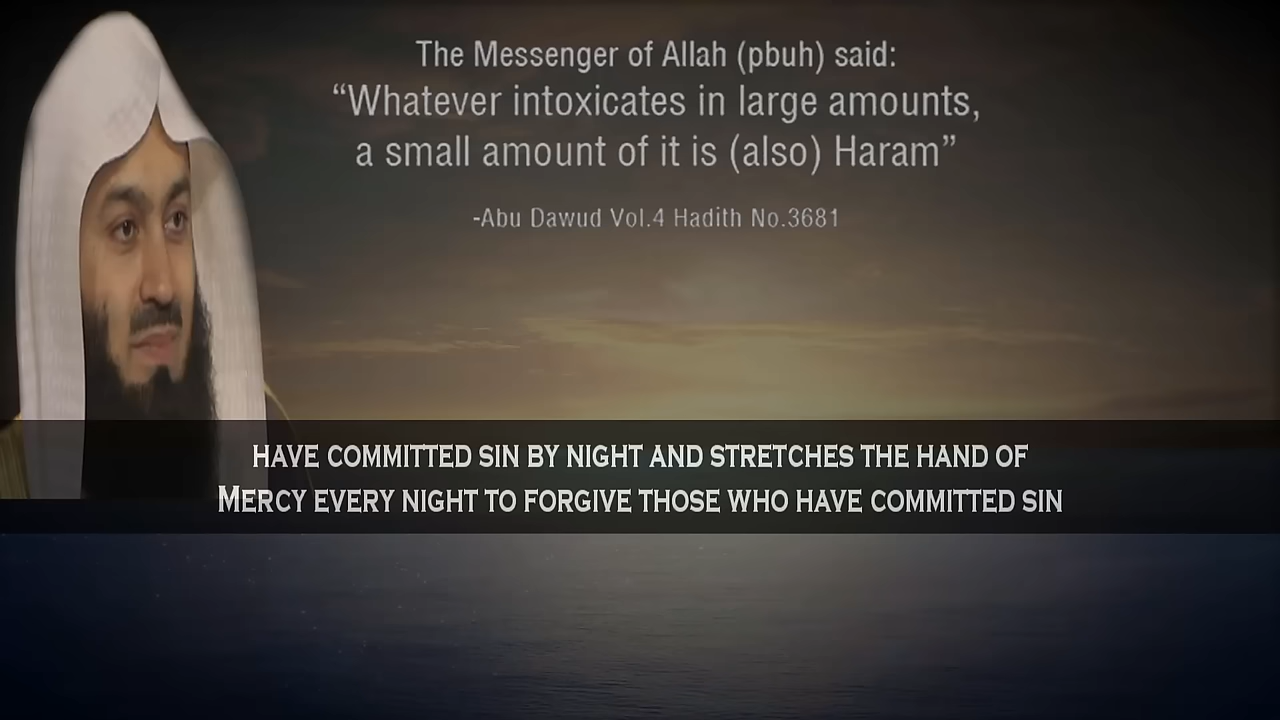 The Messenger of Allah (pbuh) said:
“Whatever intoxicates in large amounts,
a small amount of it is (also) Haram”
-Abu Dawud Vol.4 Hadith No.3681
HAVE COMMITTED SIN BY NIGHT AND STRETCHES THE HAND OF
MERCY EVERY NIGHT TO FORGIVE THOSE WHO HAVE COMMITTED SIN